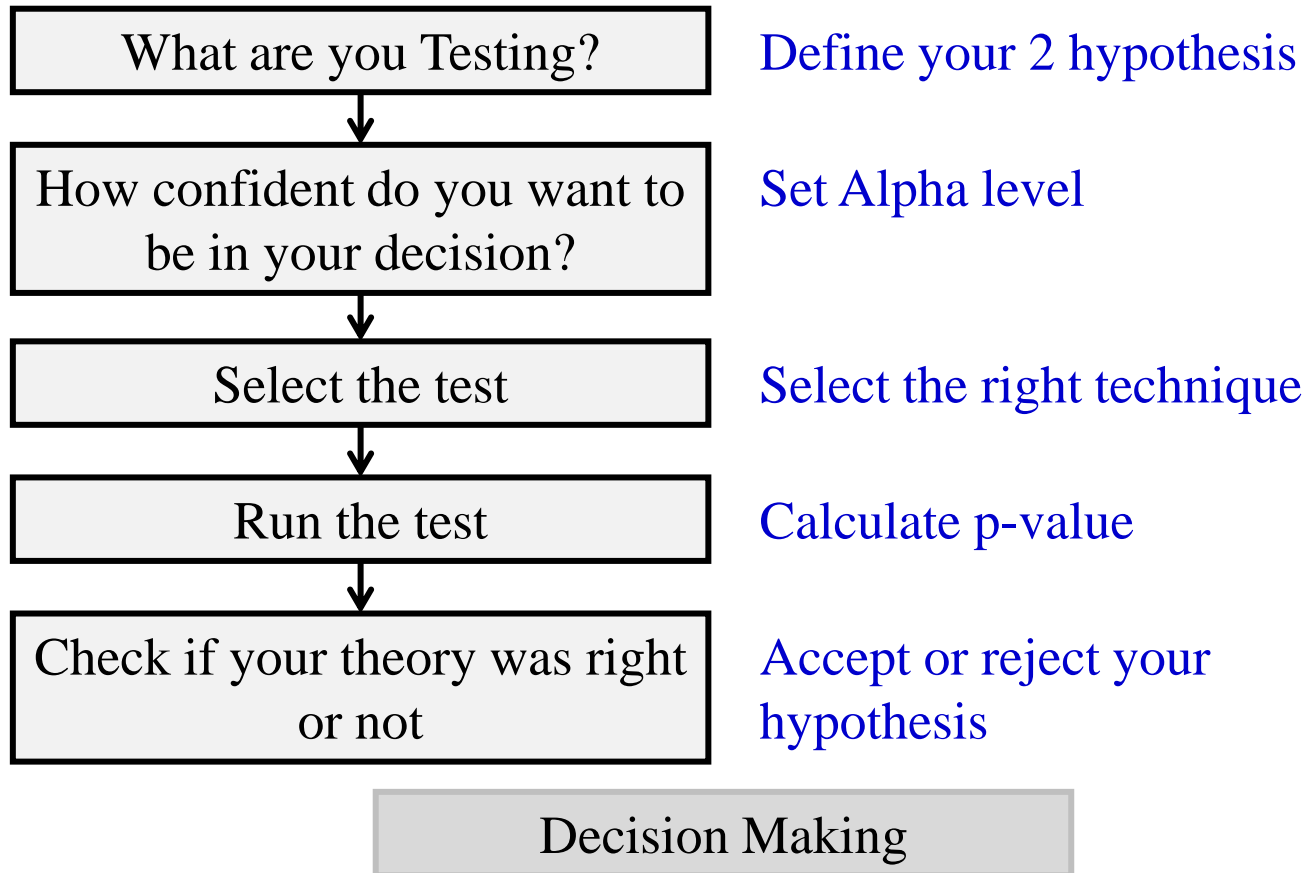 What are you Testing?
Define your 2 hypothesis
How confident do you want to
be in your decision?
Set Alpha level
Select the test
Select the right technique
Run the test
Calculate p-value
Check if your theory was right
or not
Accept or reject your
hypothesis
Decision Making